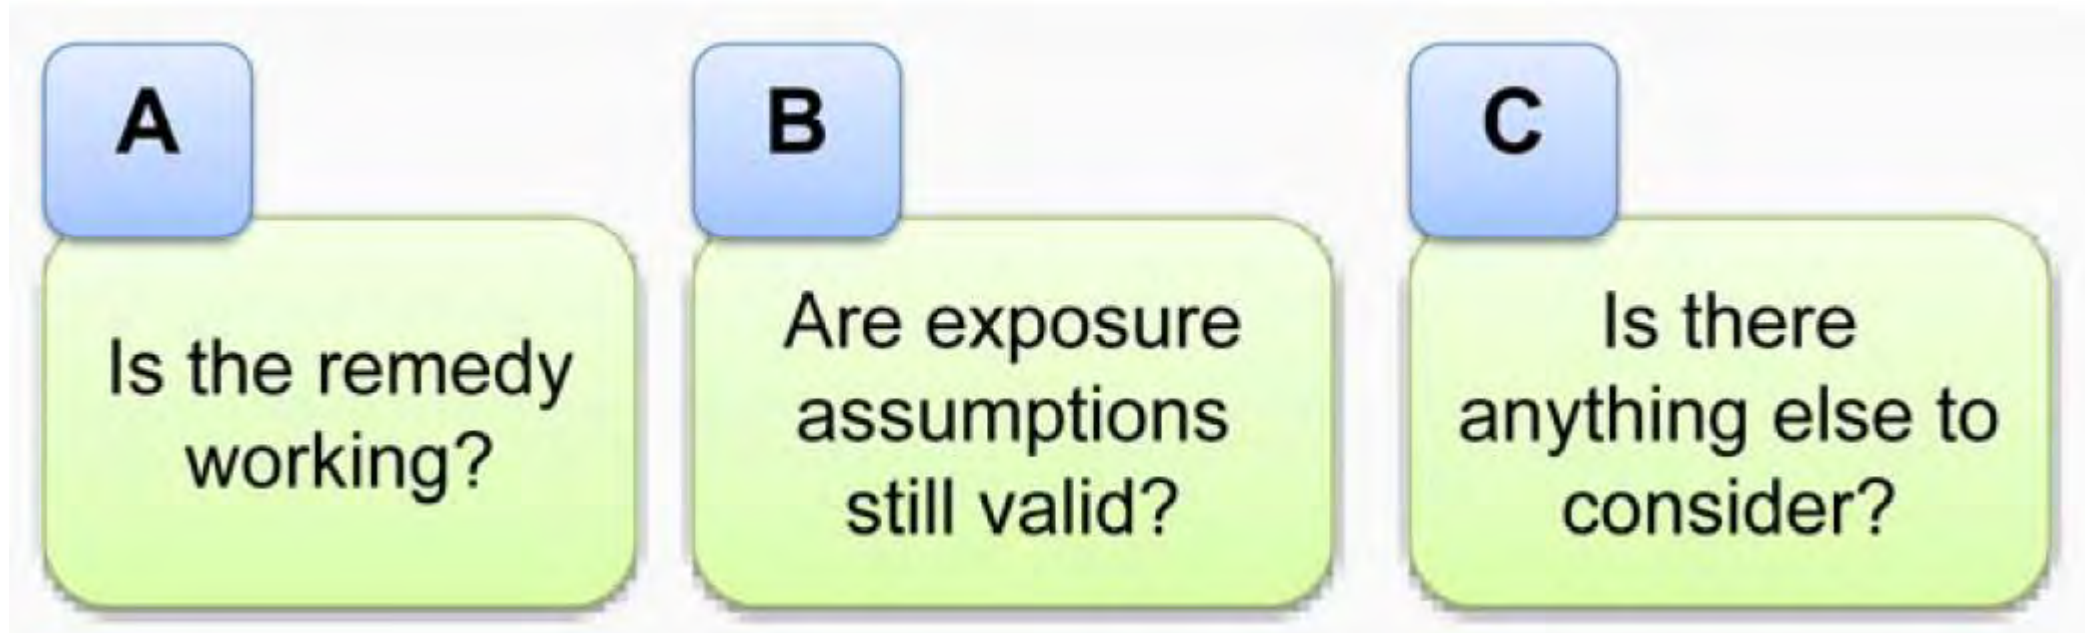 A
Is the remedy
working?
B
Are exposure
assumptions
still valid?
C
Is there
anything else to
consider?